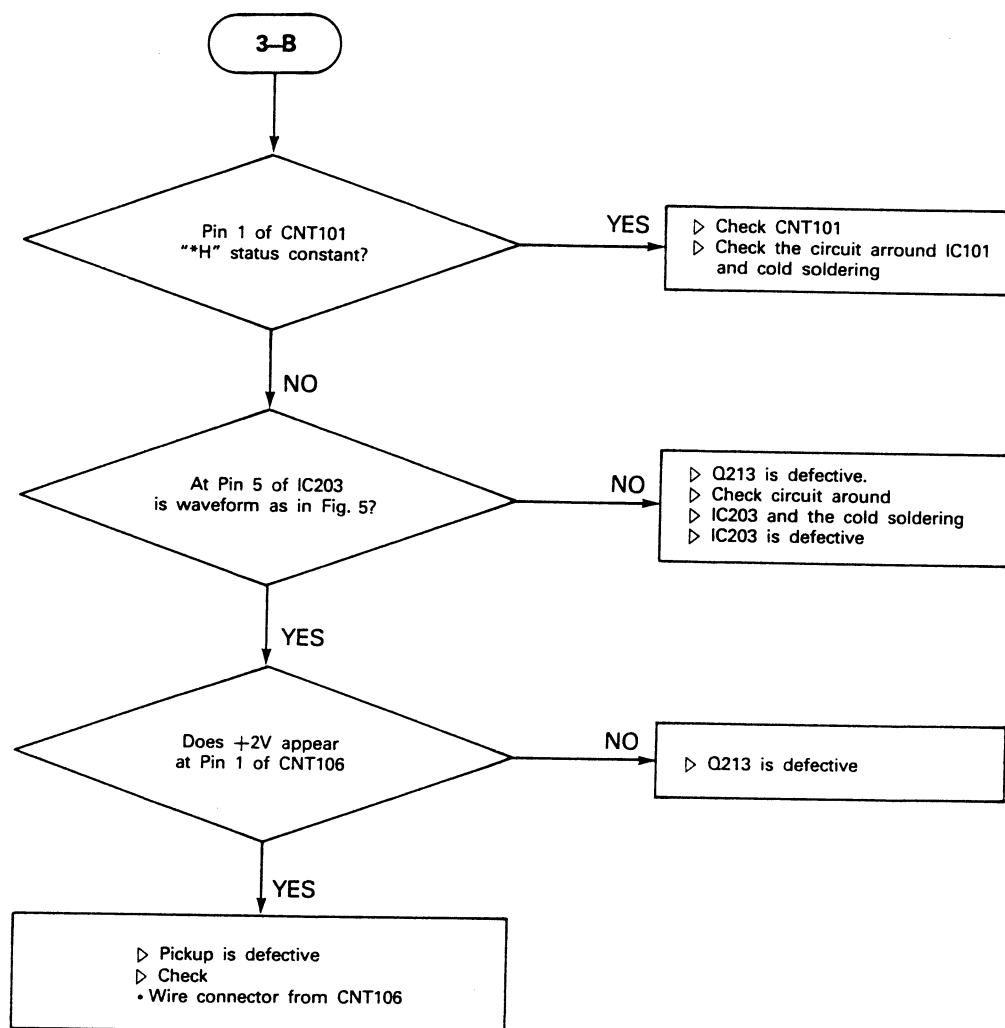 3–B
Pin 1 of CNT101
“*H” status constant?
YES
▷ Check CNT101
▷ Check the circuit arround IC101
and cold soldering
NO
At Pin 5 of IC203
is waveform as in Fig. 5?
NO
▷ Q213 is defective.
▷ Check circuit around
▷ IC203 and the cold soldering
▷ IC203 is defective
YES
Does +2V appear
at Pin 1 of CNT106
NO
▷ Q213 is defective
YES
▷ Pickup is defective
▷ Check
• Wire connector from CNT106